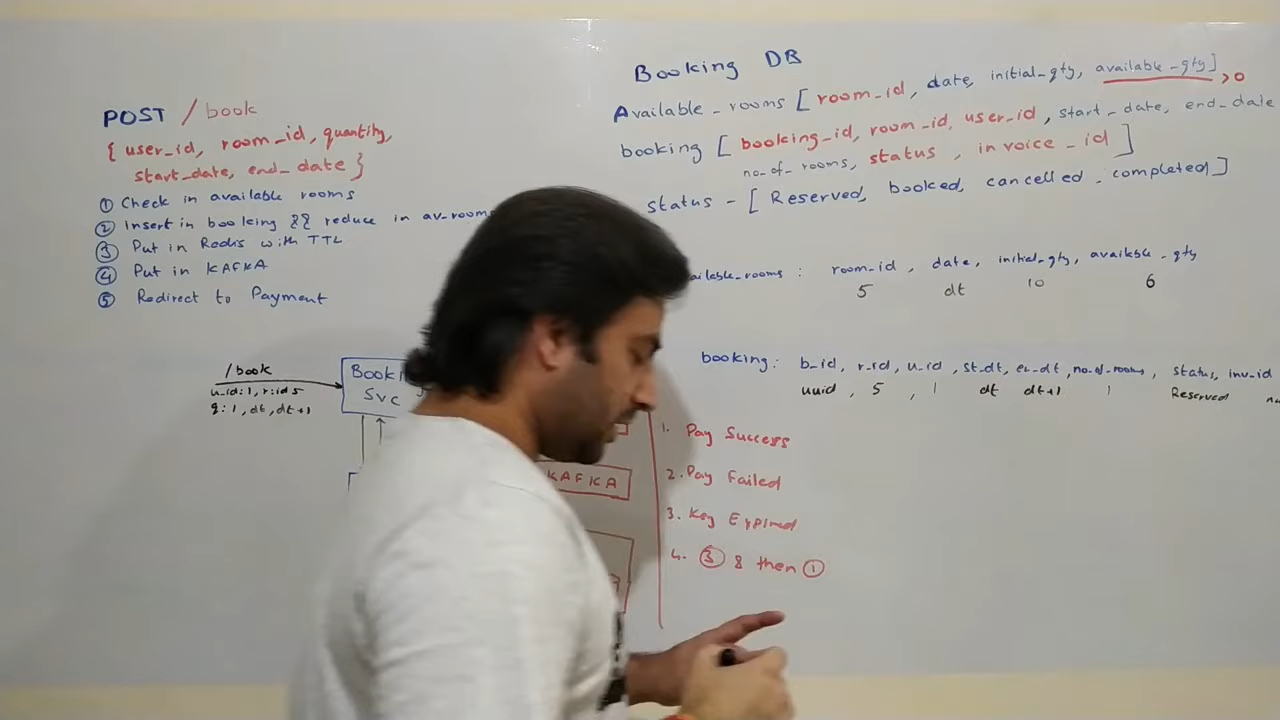 POST /book
{ user_id, room_id, quantity,
start_date, end_date }
① Check in available rooms
② Insert in booking && reduce in av-rooms
③ Put in Redis with TTL
④ Put in KAFKA
⑤ Redirect to Payment
/book
u_id:1, r:id 5
q:1, dt, dt+1
Booki
Svc
KAFKA
Booking DB
Available_rooms [ room_id, date, initial_qty, available_qty ]
>0
booking [ booking_id, room_id, user_id, start_date, end_date
no_of_rooms, status, invoice_id ]
status - [ Reserved, booked, cancelled, completed ]
ailable_rooms : room_id, date, initial_qty, available_qty
5 dt 10 6
booking: b_id, r_id, u_id, st_dt, en_dt, no_of_rooms, status, inv_id
uuid, 5, 1 dt dt+1 1 Reserved
1. Pay Success
2. Pay Failed
3. Key Expired
4. ③ & then ①